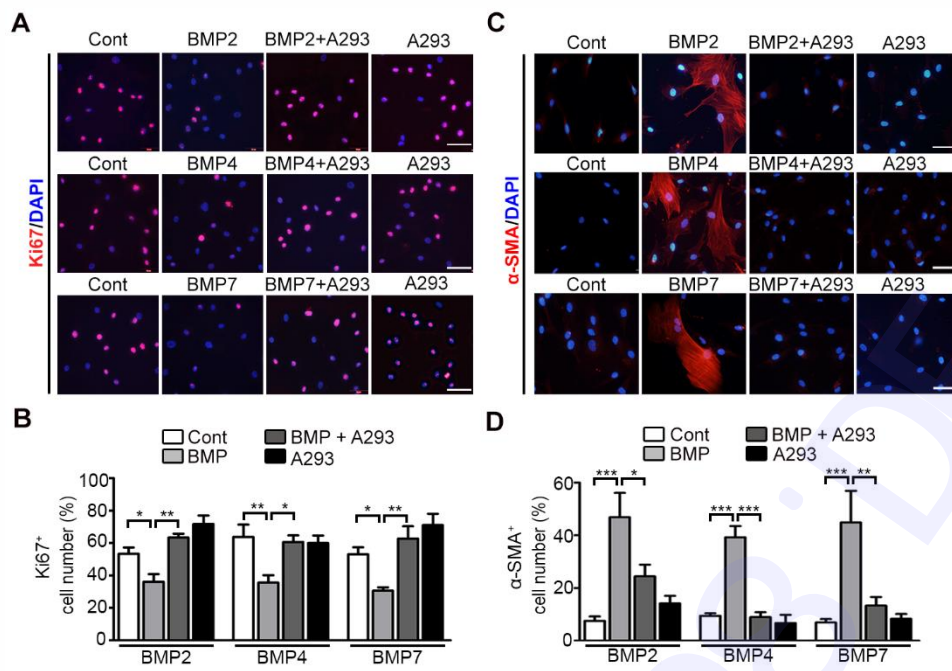 A
Cont BMP2 BMP2+A293 A293
Ki67/DAPI
Cont BMP4 BMP4+A293 A293
Cont BMP7 BMP7+A293 A293
B
Cont BMP + A293
BMP A293
Ki67+
cell number (%)
100
80
60
40
20
0
* ** ** * * **
BMP2 BMP4 BMP7
C
Cont BMP2 BMP2+A293 A293
α-SMA/DAPI
Cont BMP4 BMP4+A293 A293
Cont BMP7 BMP7+A293 A293
D
Cont BMP + A293
BMP A293
α-SMA+
cell number (%)
60
40
20
0
*** * *** *** *** **
BMP2 BMP4 BMP7